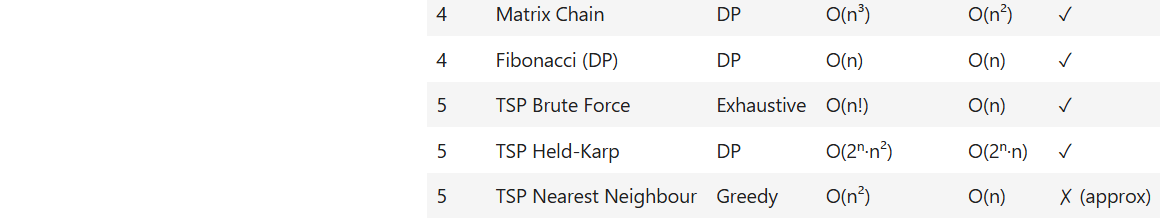 4 Matrix Chain DP O(n³) O(n²) ✓
4 Fibonacci (DP) DP O(n) O(n) ✓
5 TSP Brute Force Exhaustive O(n!) O(n) ✓
5 TSP Held-Karp DP O(2ⁿ·n²) O(2ⁿ·n) ✓
5 TSP Nearest Neighbour Greedy O(n²) O(n) ✗ (approx)